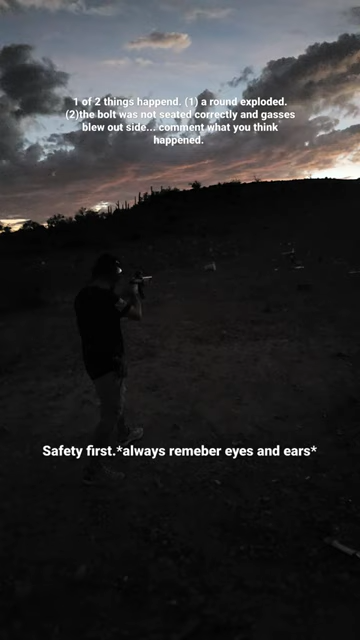 1 of 2 things happend. (1) a round exploded.
(2)the bolt was not seated correctly and gasses
blew out side... comment what you think
happened.
Safety first.*always remeber eyes and ears*